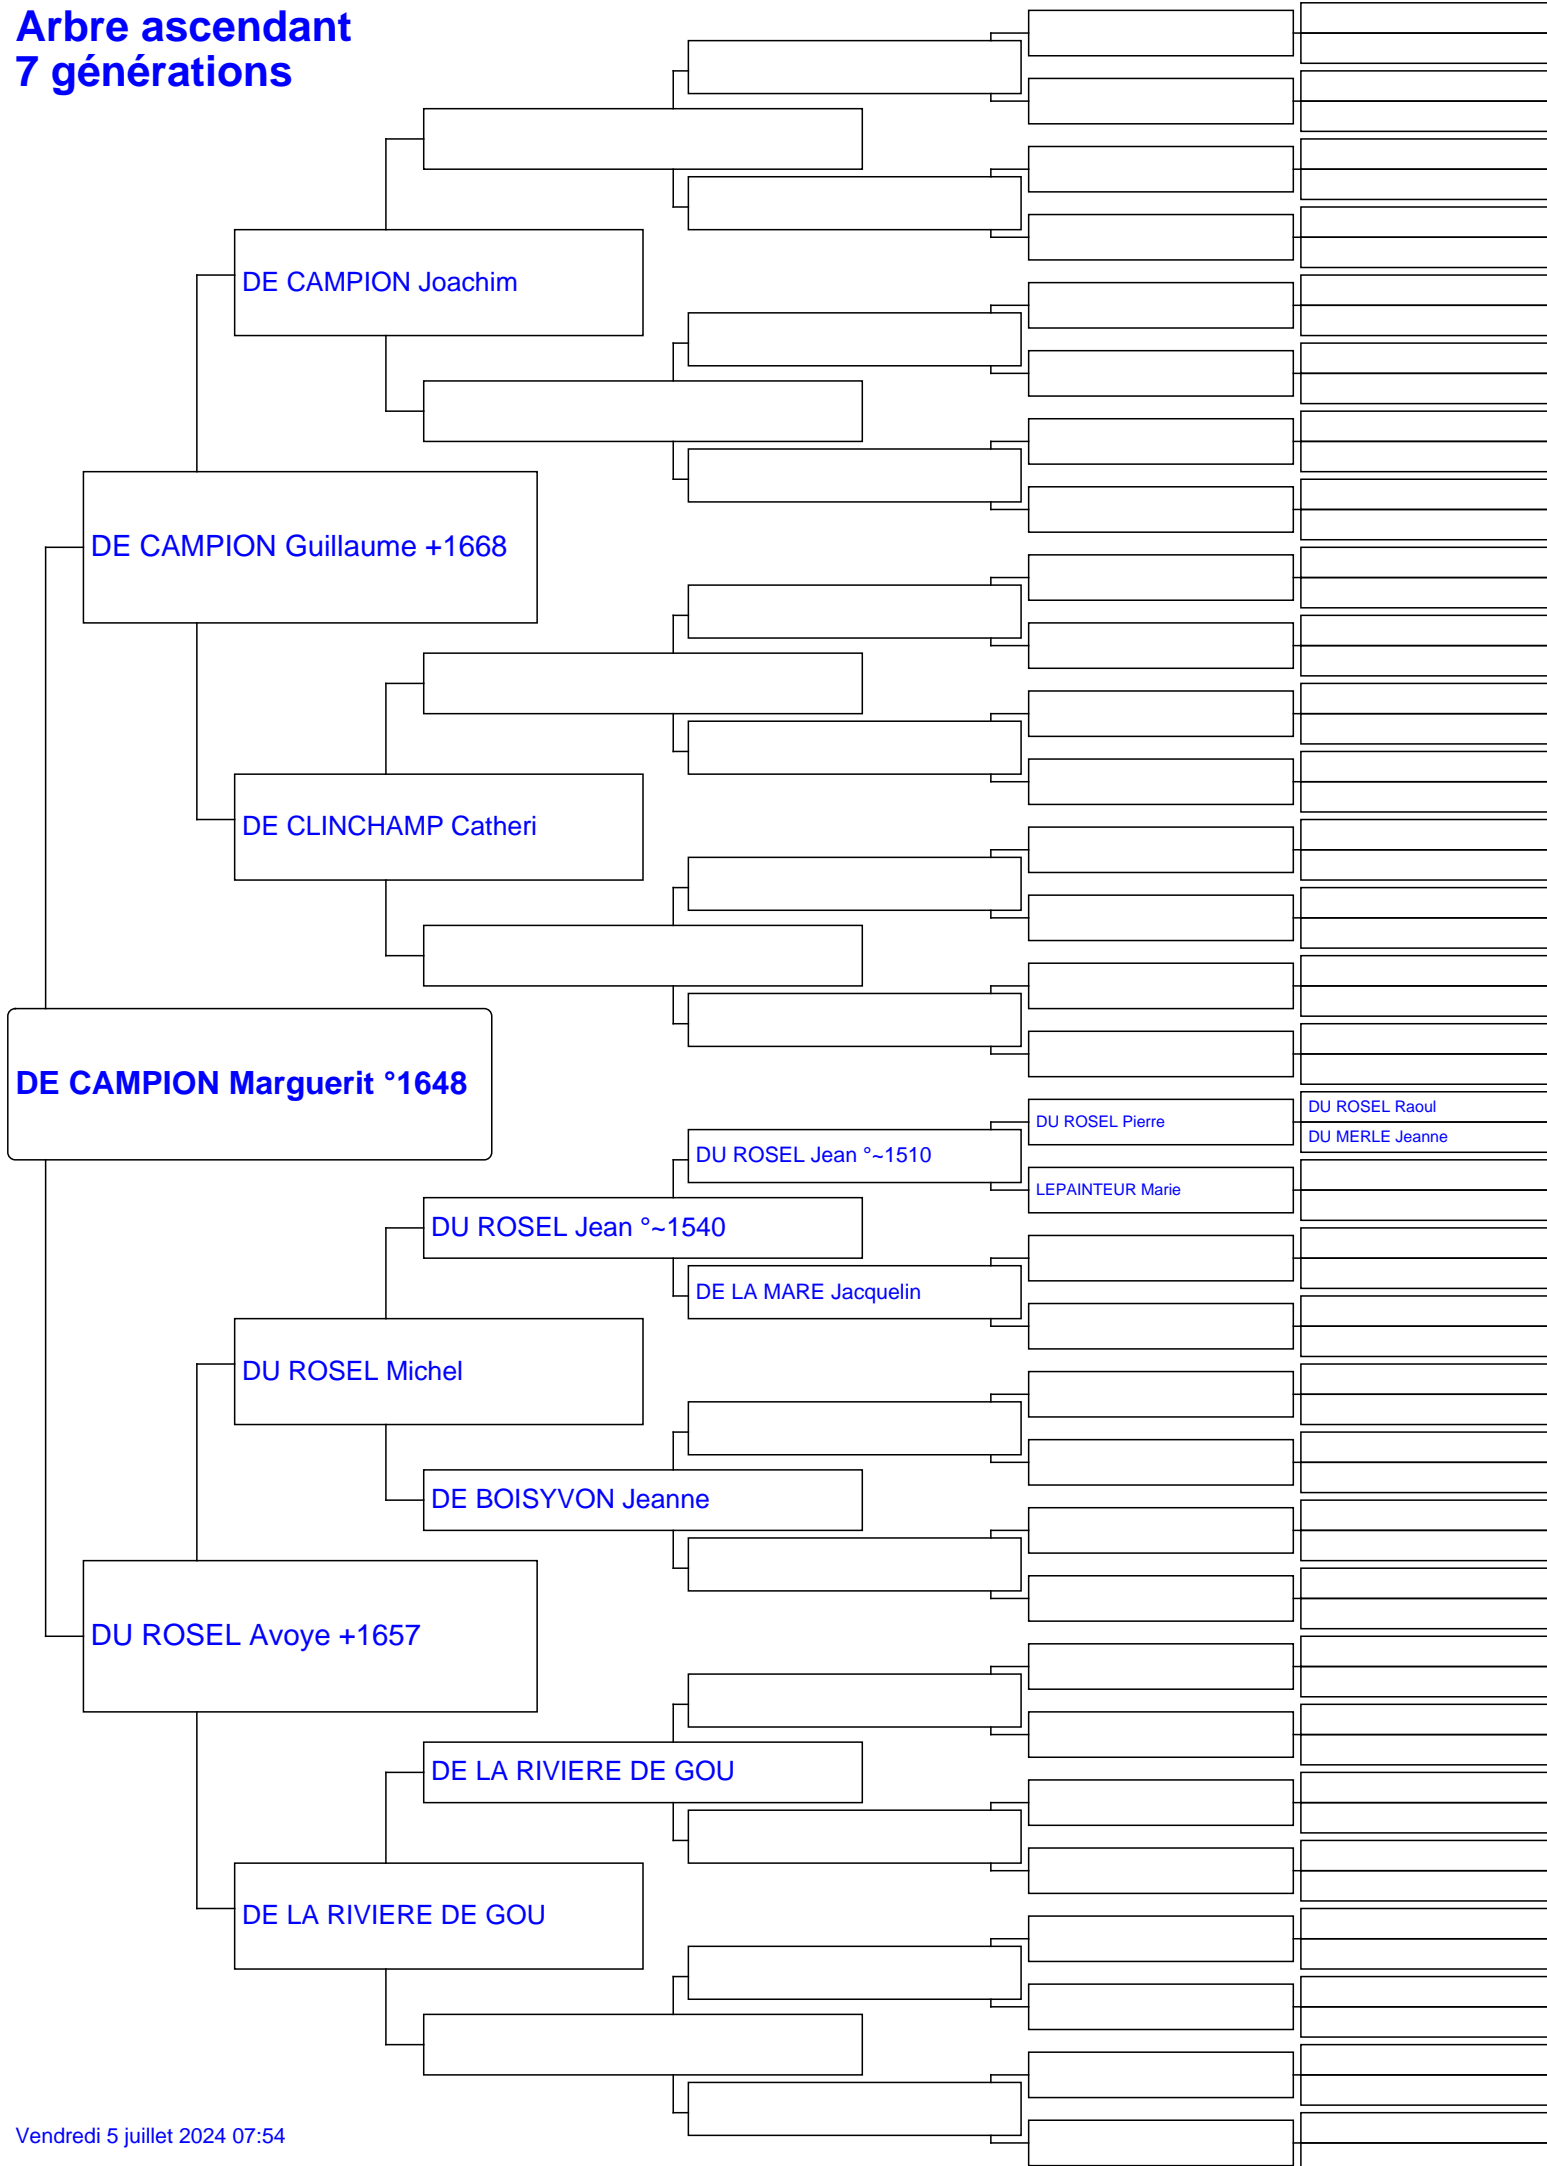 Arbre ascendant
7 générations
DE CAMPION Joachim
DE CAMPION Guillaume +1668
DE CLINCHAMP Catheri
DE CAMPION Marguerit °1648
DU ROSEL Raoul
DU ROSEL Pierre
DU MERLE Jeanne
DU ROSEL Jean °~1510
LEPAINTEUR Marie
DU ROSEL Jean °~1540
DE LA MARE Jacquelin
DU ROSEL Michel
DE BOISYVON Jeanne
DU ROSEL Avoye +1657
DE LA RIVIERE DE GOU
DE LA RIVIERE DE GOU
Vendredi 5 juillet 2024 07:54